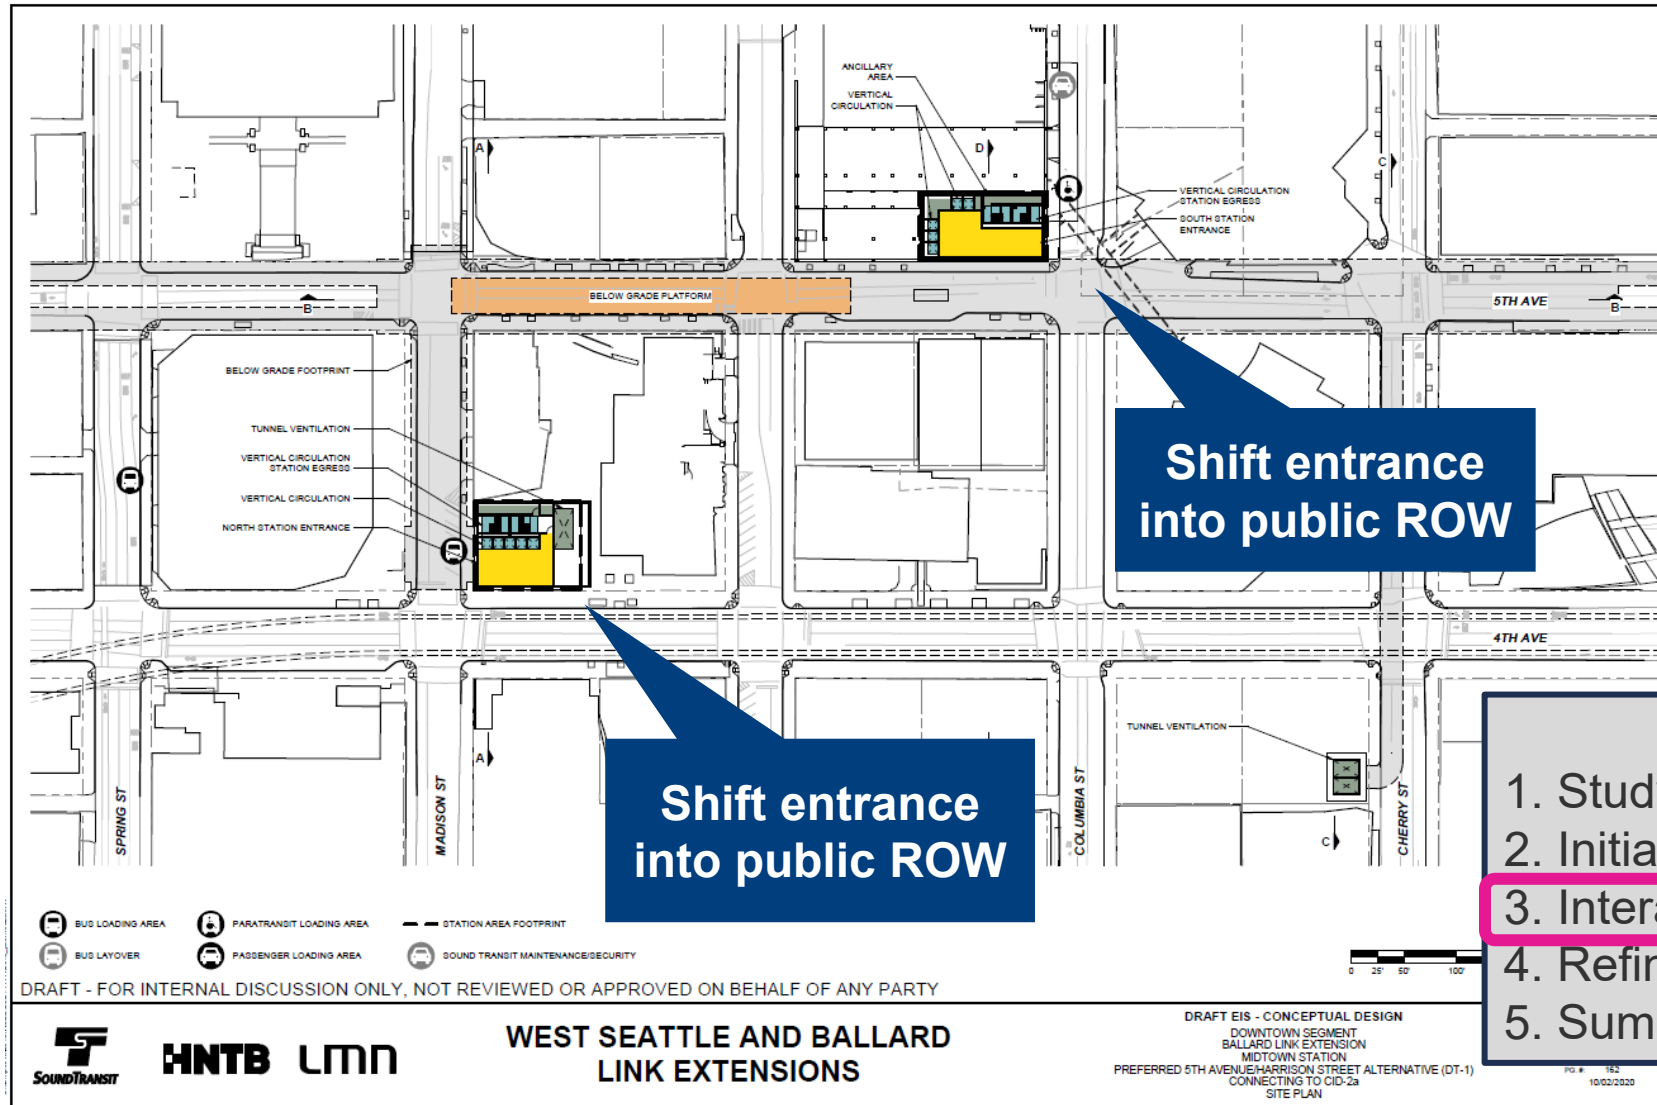 ANCILLARY
AREA
VERTICAL
CIRCULATION
A
D
C
VERTICAL CIRCULATION
STATION EGRESS
SOUTH STATION
ENTRANCE
BELOW GRADE PLATFORM
B
5TH AVE
B
BELOW GRADE FOOTPRINT
TUNNEL VENTILATION
VERTICAL CIRCULATION
STATION EGRESS
VERTICAL CIRCULATION
NORTH STATION ENTRANCE
Shift entrance
into public ROW
4TH AVE
TUNNEL VENTILATION
A
C
SPRING ST
MADISON ST
COLUMBIA ST
CHERRY ST
Shift entrance
into public ROW
1. Stud
2. Initia
3. Inter
4. Refi
5. Sum
BUS LOADING AREA
PARATRANSIT LOADING AREA
STATION AREA FOOTPRINT
BUS LAYOVER
PASSENGER LOADING AREA
SOUND TRANSIT MAINTENANCE/SECURITY
0 25' 50' 100'
DRAFT - FOR INTERNAL DISCUSSION ONLY, NOT REVIEWED OR APPROVED ON BEHALF OF ANY PARTY
SOUNDTRANSIT
HNTB
LMN
WEST SEATTLE AND BALLARD
LINK EXTENSIONS
DRAFT EIS - CONCEPTUAL DESIGN
DOWNTOWN SEGMENT
BALLARD LINK EXTENSION
MIDTOWN STATION
PREFERRED 5TH AVENUE/HARRISON STREET ALTERNATIVE (DT-1)
CONNECTING TO CID-2a
SITE PLAN
PG. #: 162
10/02/2020